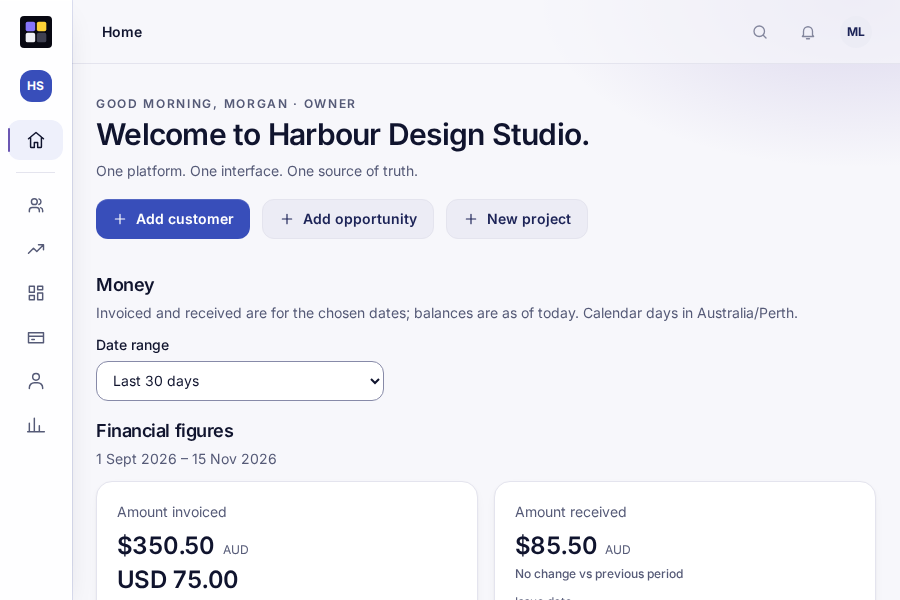 Home
ML
HS
GOOD MORNING, MORGAN · OWNER
Welcome to Harbour Design Studio.
One platform. One interface. One source of truth.
Add customer
Add opportunity
New project
Money
Invoiced and received are for the chosen dates; balances are as of today. Calendar days in Australia/Perth.
Date range
Last 30 days
Financial figures
1 Sept 2026 – 15 Nov 2026
Amount invoiced
$350.50 AUD
USD 75.00
Amount received
$85.50 AUD
No change vs previous period